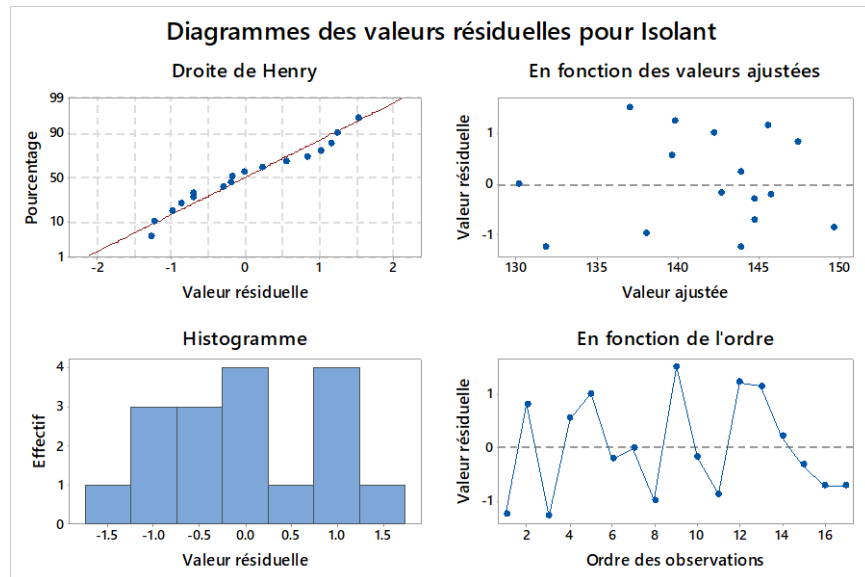 Diagrammes des valeurs résiduelles pour Isolant
Droite de Henry
99
90
50
10
1
Pourcentage
-2 -1 0 1 2
Valeur résiduelle
En fonction des valeurs ajustées
1
0
-1
Valeur résiduelle
130 135 140 145 150
Valeur ajustée
Histogramme
4
3
2
1
0
Effectif
-1.5 -1.0 -0.5 0.0 0.5 1.0 1.5
Valeur résiduelle
En fonction de l'ordre
1
0
-1
Valeur résiduelle
2 4 6 8 10 12 14 16
Ordre des observations